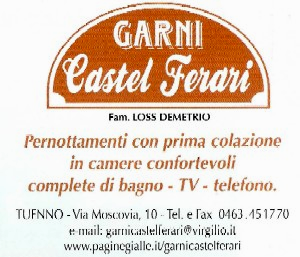 GARNI
Castel Ferari
Fam. LOSS DEMETRIO
Pernottamenti con prima colazione
in camere confortevoli
complete di bagno - TV - telefono.
TUENNO - Via Moscovia, 10 - Tel. e Fax 0463.451770
e-mail: garnicastelferari@virgilio.it
www.paginegialle.it/garnicastelferari